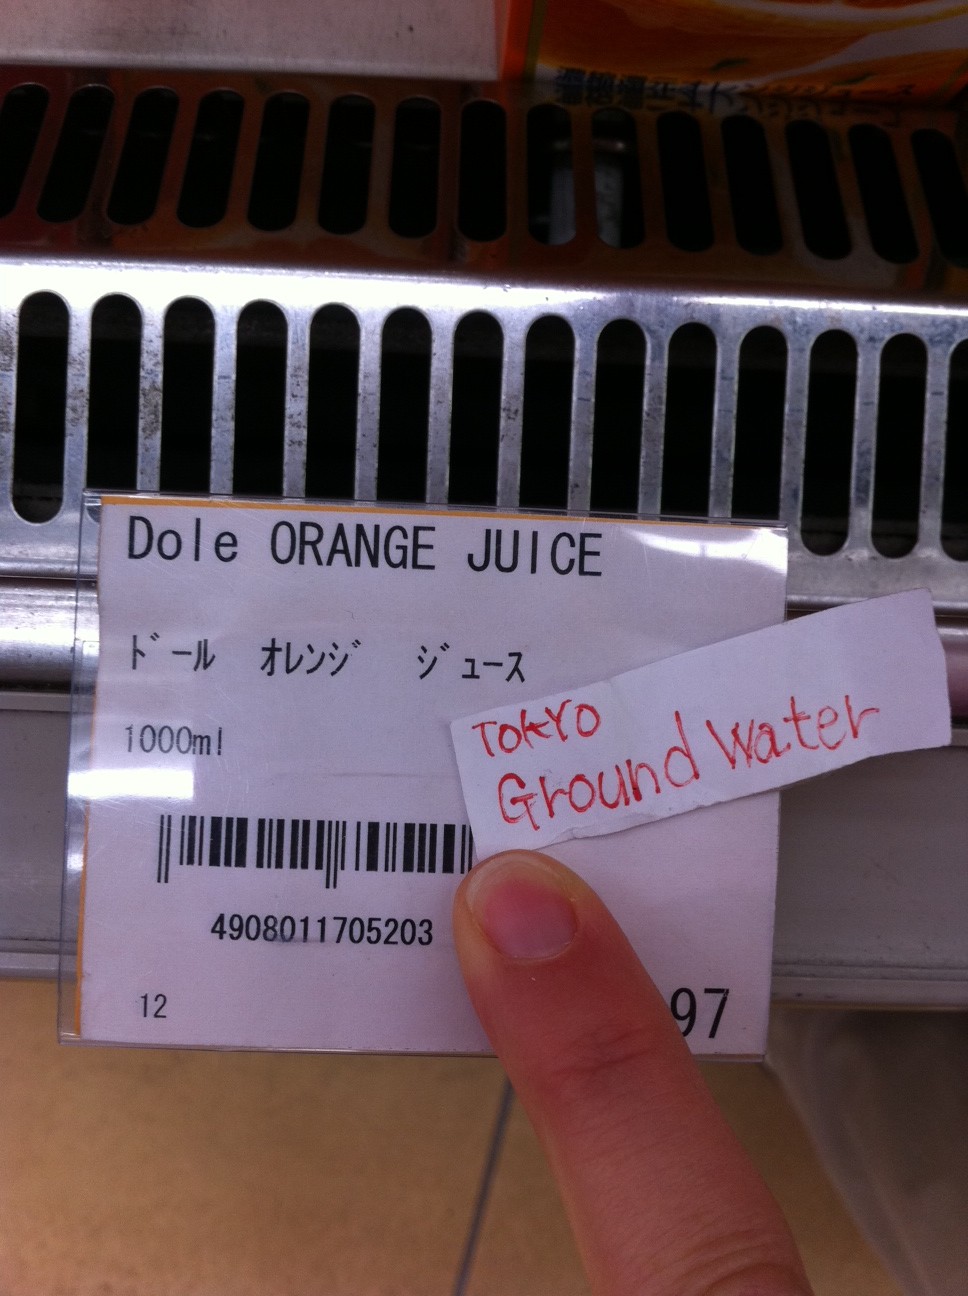 Dole ORANGE JUICE
ドール オレンジ ジュース
1000ml
TOKYO
Ground water
4908011705203
12
97